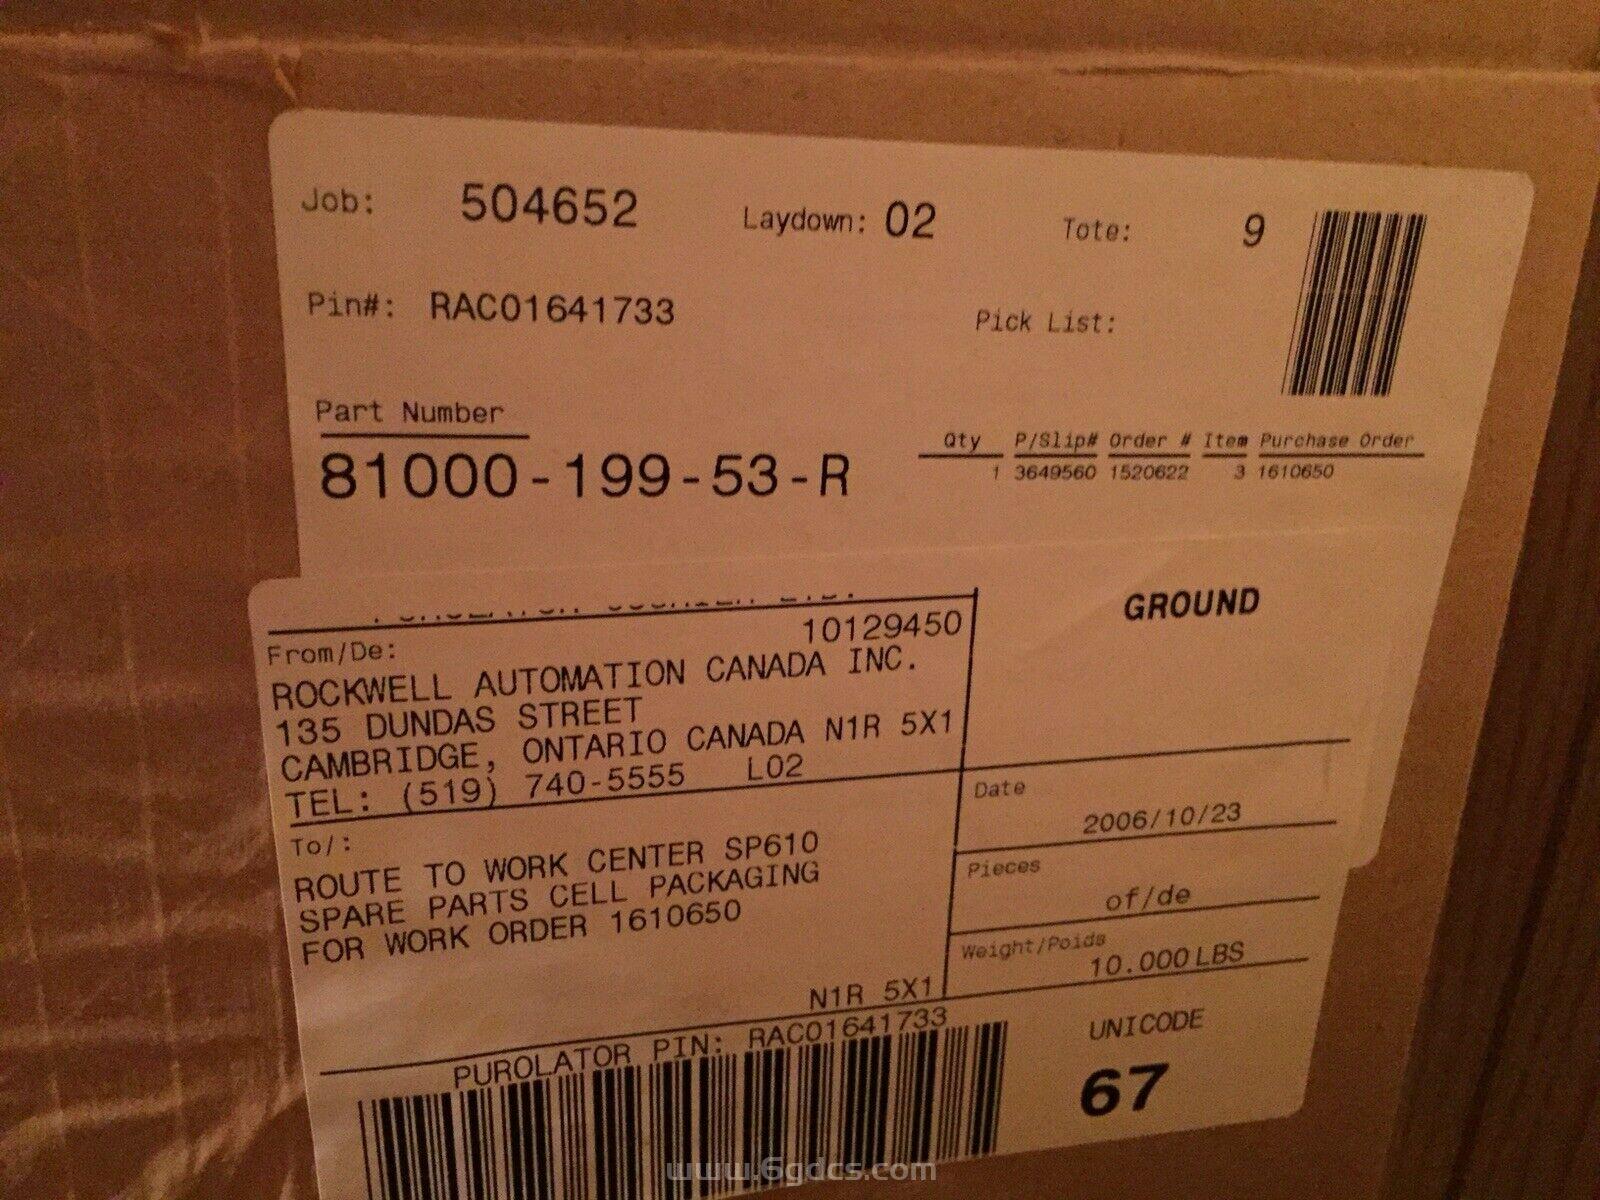 Job: 504652 Laydown: 02 Tote: 9
Pin#: RAC01641733 Pick List:
Part Number
81000-199-53-R
Qty P/Slip# Order # Item Purchase Order
1 3649560 1520622 3 1610650
GROUND
From/De: 10129450
ROCKWELL AUTOMATION CANADA INC.
135 DUNDAS STREET
CAMBRIDGE, ONTARIO CANADA N1R 5X1
TEL: (519) 740-5555 L02
Date
2006/10/23
To/:
ROUTE TO WORK CENTER SP610
SPARE PARTS CELL PACKAGING
FOR WORK ORDER 1610650
Pieces
of/de
Weight/Poids
10.000 LBS
N1R 5X1
PUROLATOR PIN: RAC01641733
UNICODE
67
www.6gdcs.com